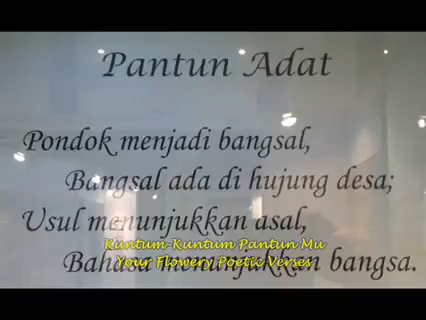 Pantun Adat
Pondok menjadi bangsal,
Bangsal ada di hujung desa;
Usul menunjukkan asal,
Kuntum-Kuntum Pantun Mu
Bahasa menunjukkan bangsa.
Your Flowery Poetic Verses